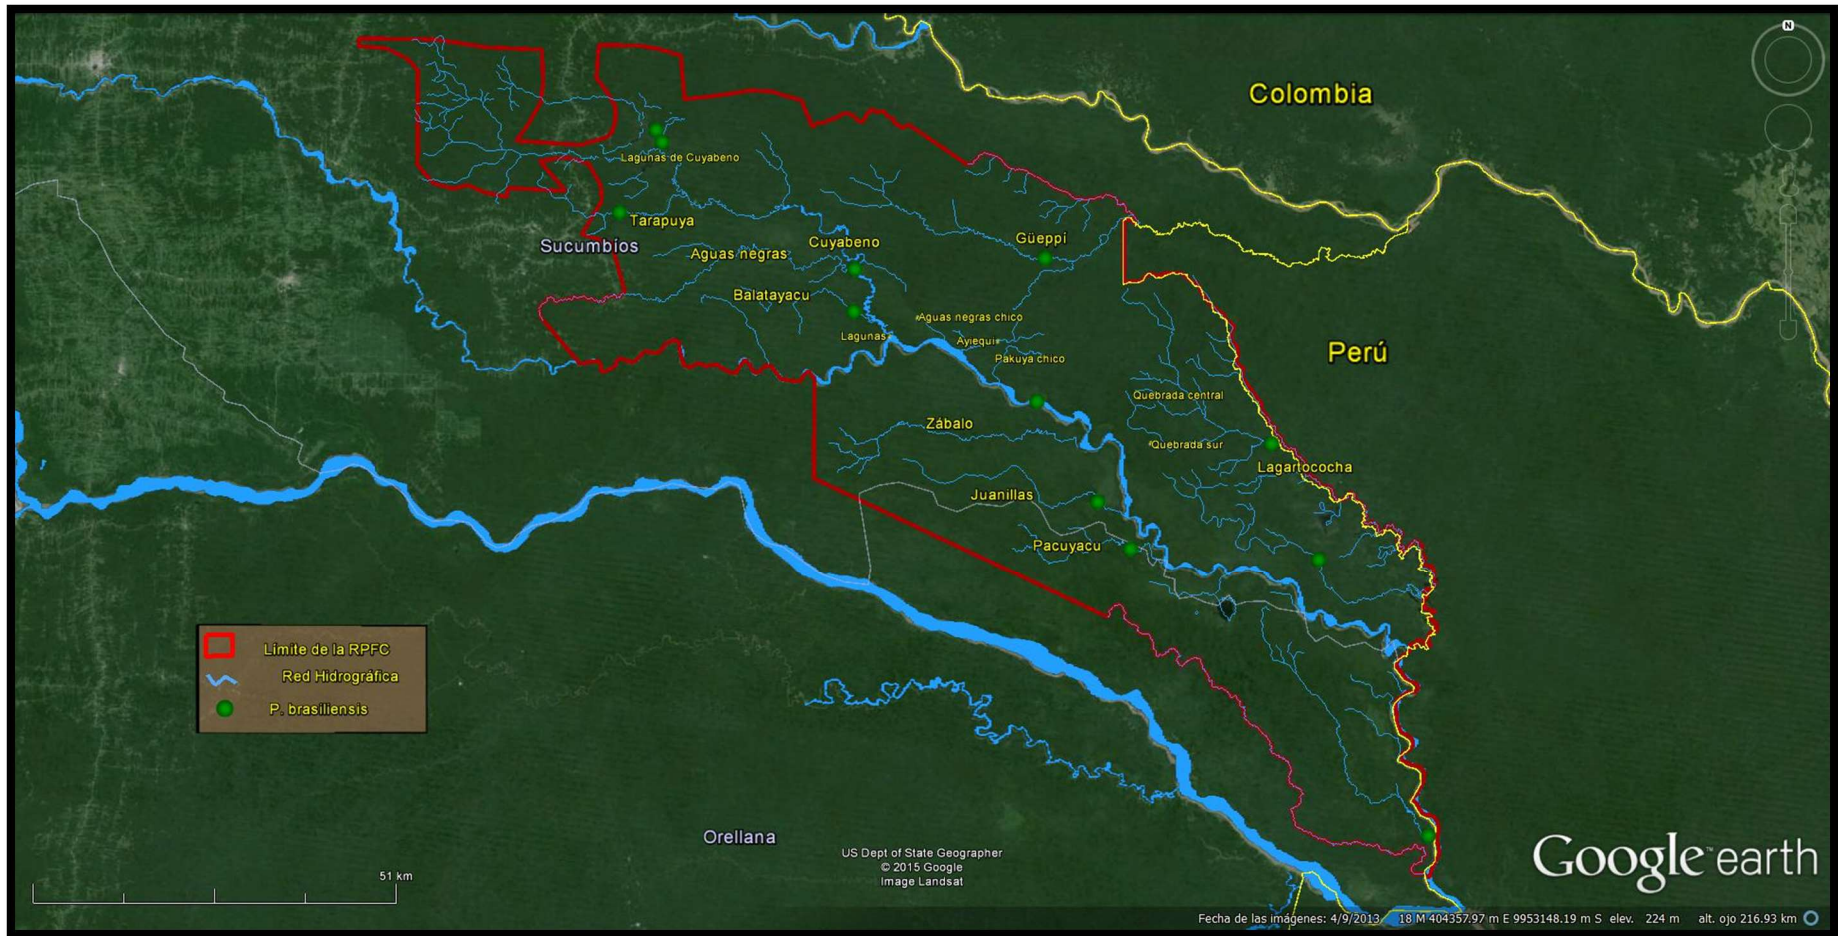 N
Colombia
Lagunas de Cuyabeno
Tarapuya
Sucumbios
Cuyabeno
Güeppí
Aguas negras
Balatayacu
Aguas negras chico
Lagunas
Ayiequi
Pakuya chico
Perú
Quebrada central
Zábalo
Quebrada sur
Lagartococha
Juanillas
Pacuyacu
Límite de la RPFC
Red Hidrográfica
P. brasiliensis
Orellana
US Dept of State Geographer
© 2015 Google
Image Landsat
Google earth
51 km
Fecha de las imágenes: 4/9/2013 18 M 404357.97 m E 9953148.19 m S elev. 224 m alt. ojo 216.93 km